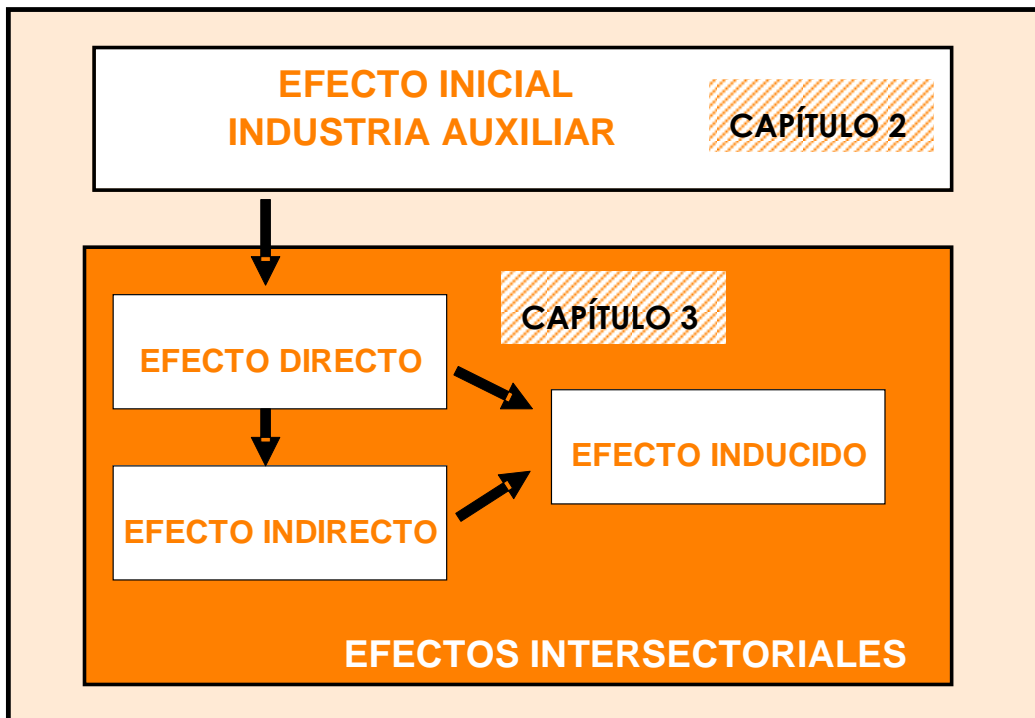 EFECTO INICIAL
INDUSTRIA AUXILIAR
CAPÍTULO 2
CAPÍTULO 3
EFECTO DIRECTO
EFECTO INDUCIDO
EFECTO INDIRECTO
EFECTOS INTERSECTORIALES